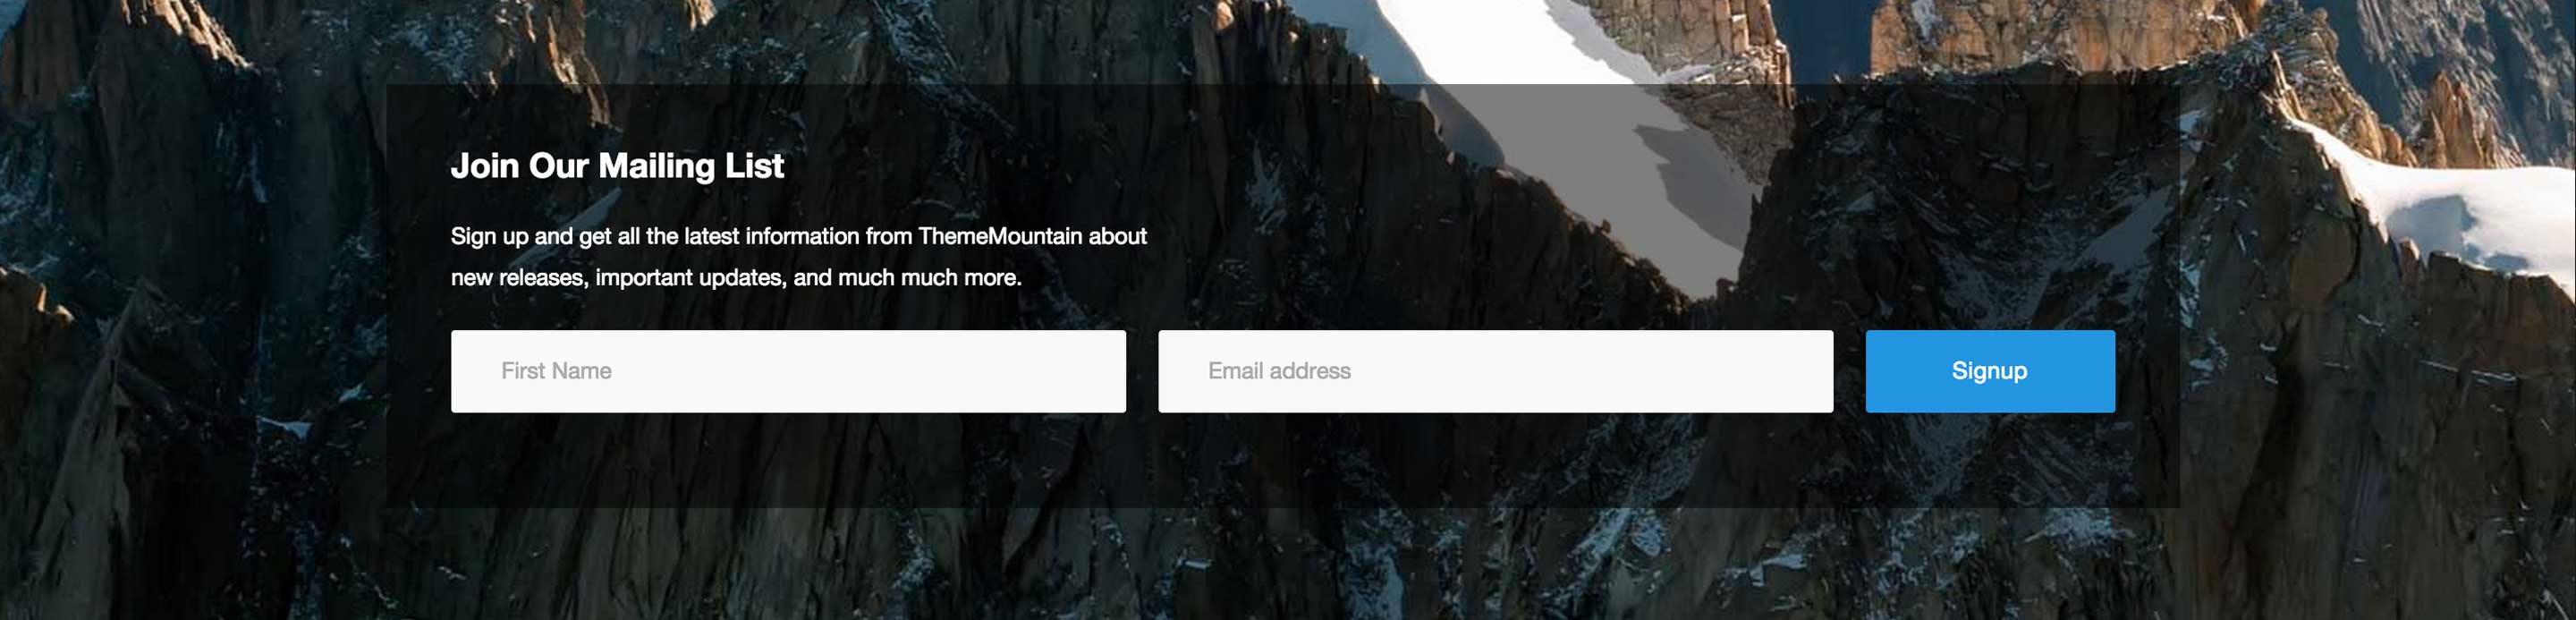 Join Our Mailing List
Sign up and get all the latest information from ThemeMountain about
new releases, important updates, and much much more.
First Name
Email address
Signup